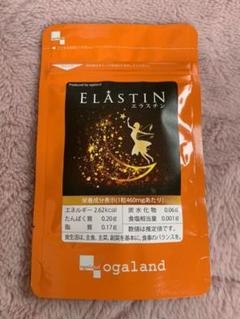 ogaland
Produced by ogaland
ELASTIN
エラスチン
栄養成分表示(1粒460mgあたり)
エネルギー 2.62kcal 炭水化物 0.06g
たんぱく質 0.20g 食塩相当量 0.001g
脂質 0.17g 数値は推定値です。
食生活は、主食、主菜、副菜を基本に、食事のバランスを。
ogaland